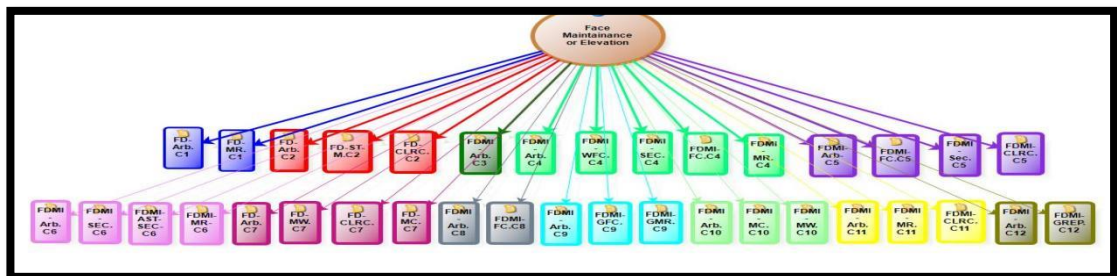 Face
Maintainance
or Elevation
FD-
Arb.
C1
FD-
MR.
C1
FD-
Arb.
C2
FD-ST-
M.C2
FD-
CLRC.
C2
FDMI
-
Arb.
C3
FDMI
-
Arb.
C4
FDMI
-
WFC.
C4
FDMI
-
SEC.
C4
FDMI-
FC.C4
FDMI
-
MR.
C4
FDMI
-
Arb-
C5
FDMI-
FC.C5
FDMI
-
Sec.
C5
FDMI-
CLRC.
C5
FDMI
-
Arb.
C6
FDMI
-
SEC.
C6
FDMI-
AST-
SEC-
C6
FDMI-
MR-
C6
FD-
Arb.
C7
FD-
MW.
C7
FD-
CLRC.
C7
FD-
MC.
C7
FDMI
-
Arb.
C8
FDMI-
FC.C8
FDMI
-
Arb-
C9
FDMI-
GFC-
C9
FDMI-
GMR.
C9
FDMI
-
Arb.
C10
FDMI
-
MC.
C10
FDMI
-
MW.
C10
FDMI
-
Arb.
C11
FDMI
-
MR.
C11
FDMI
-
CLRC-
C11
FDMI
-
Arb.
C12
FDMI-
GREP.
C12